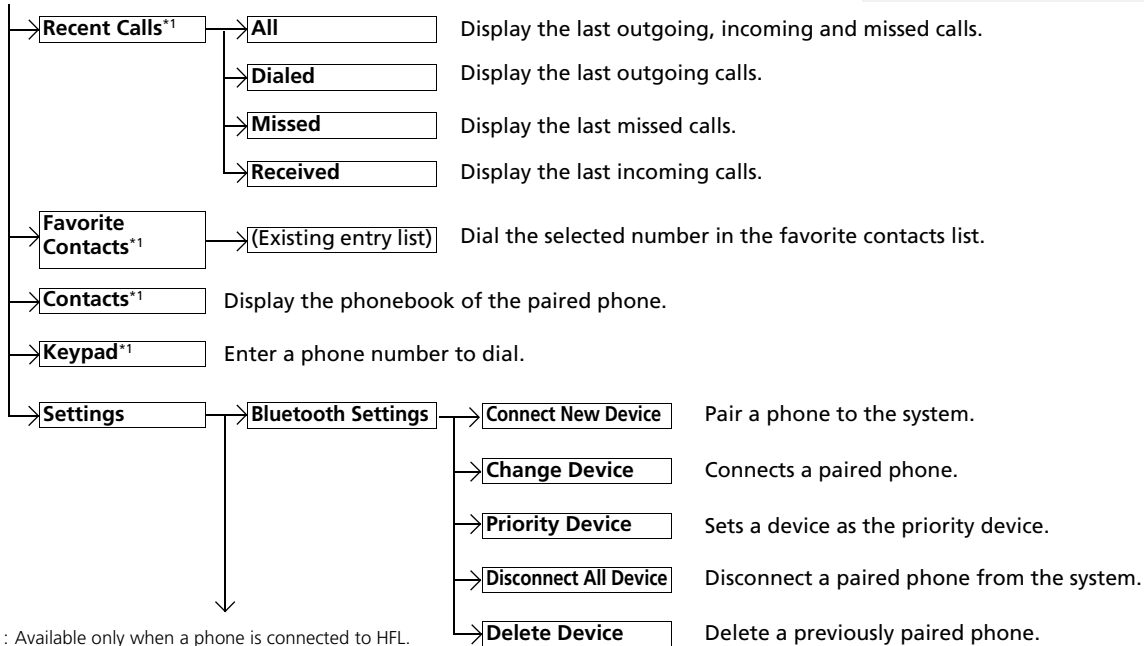 Recent Calls*1
All
Display the last outgoing, incoming and missed calls.
Dialed
Display the last outgoing calls.
Missed
Display the last missed calls.
Received
Display the last incoming calls.
Favorite
Contacts*1
(Existing entry list)
Dial the selected number in the favorite contacts list.
Contacts*1
Display the phonebook of the paired phone.
Keypad*1
Enter a phone number to dial.
Settings
Bluetooth Settings
Connect New Device
Pair a phone to the system.
Change Device
Connects a paired phone.
Priority Device
Sets a device as the priority device.
Disconnect All Device
Disconnect a paired phone from the system.
Delete Device
Delete a previously paired phone.
: Available only when a phone is connected to HFL.